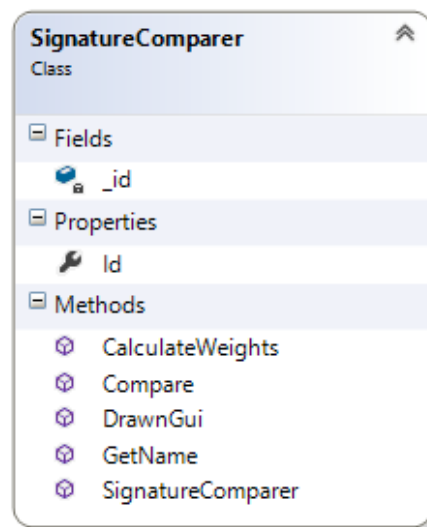 SignatureComparer
Class
Fields
_id
Properties
Id
Methods
CalculateWeights
Compare
DrawnGui
GetName
SignatureComparer